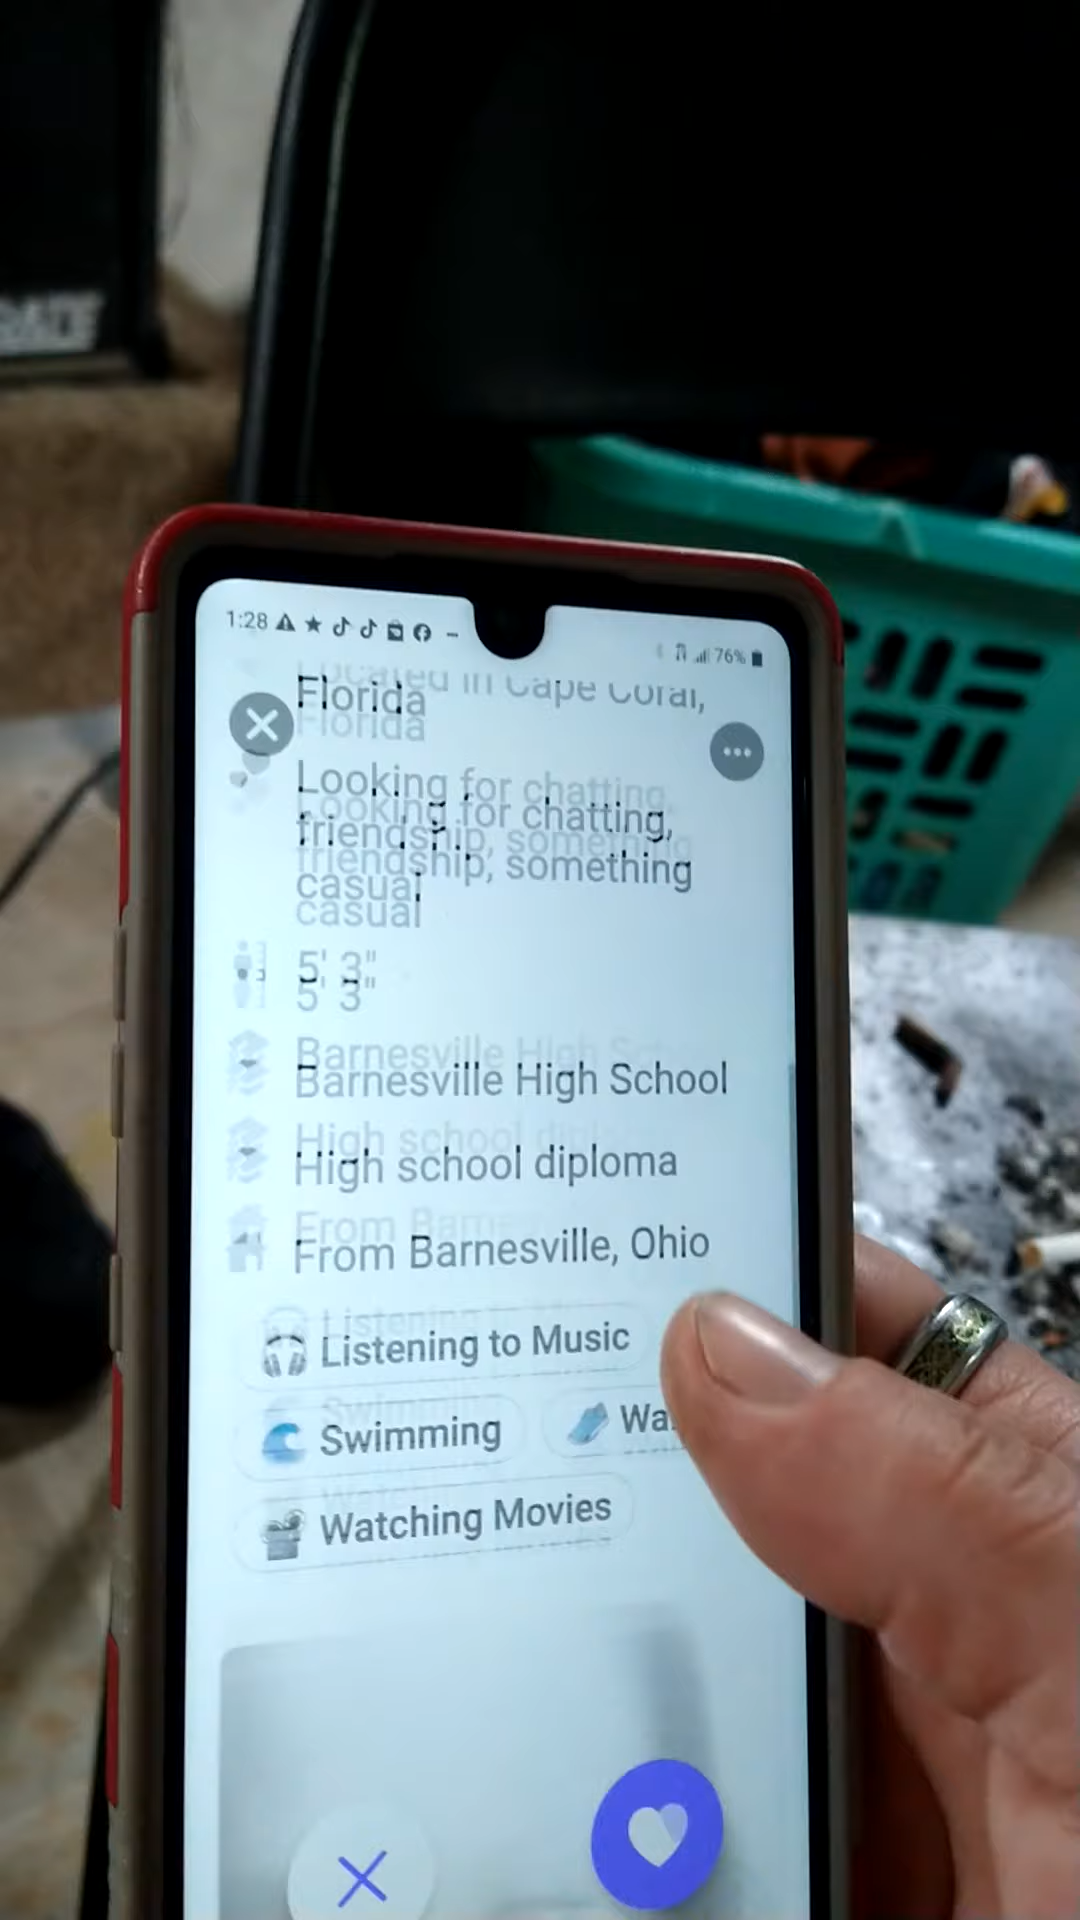 1:28
76%
Located in Cape Coral,
Florida
Looking for chatting,
friendship, something
casual
5' 3"
Barnesville High School
High school diploma
From Barnesville, Ohio
Listening to Music
Swimming
Watching Movies